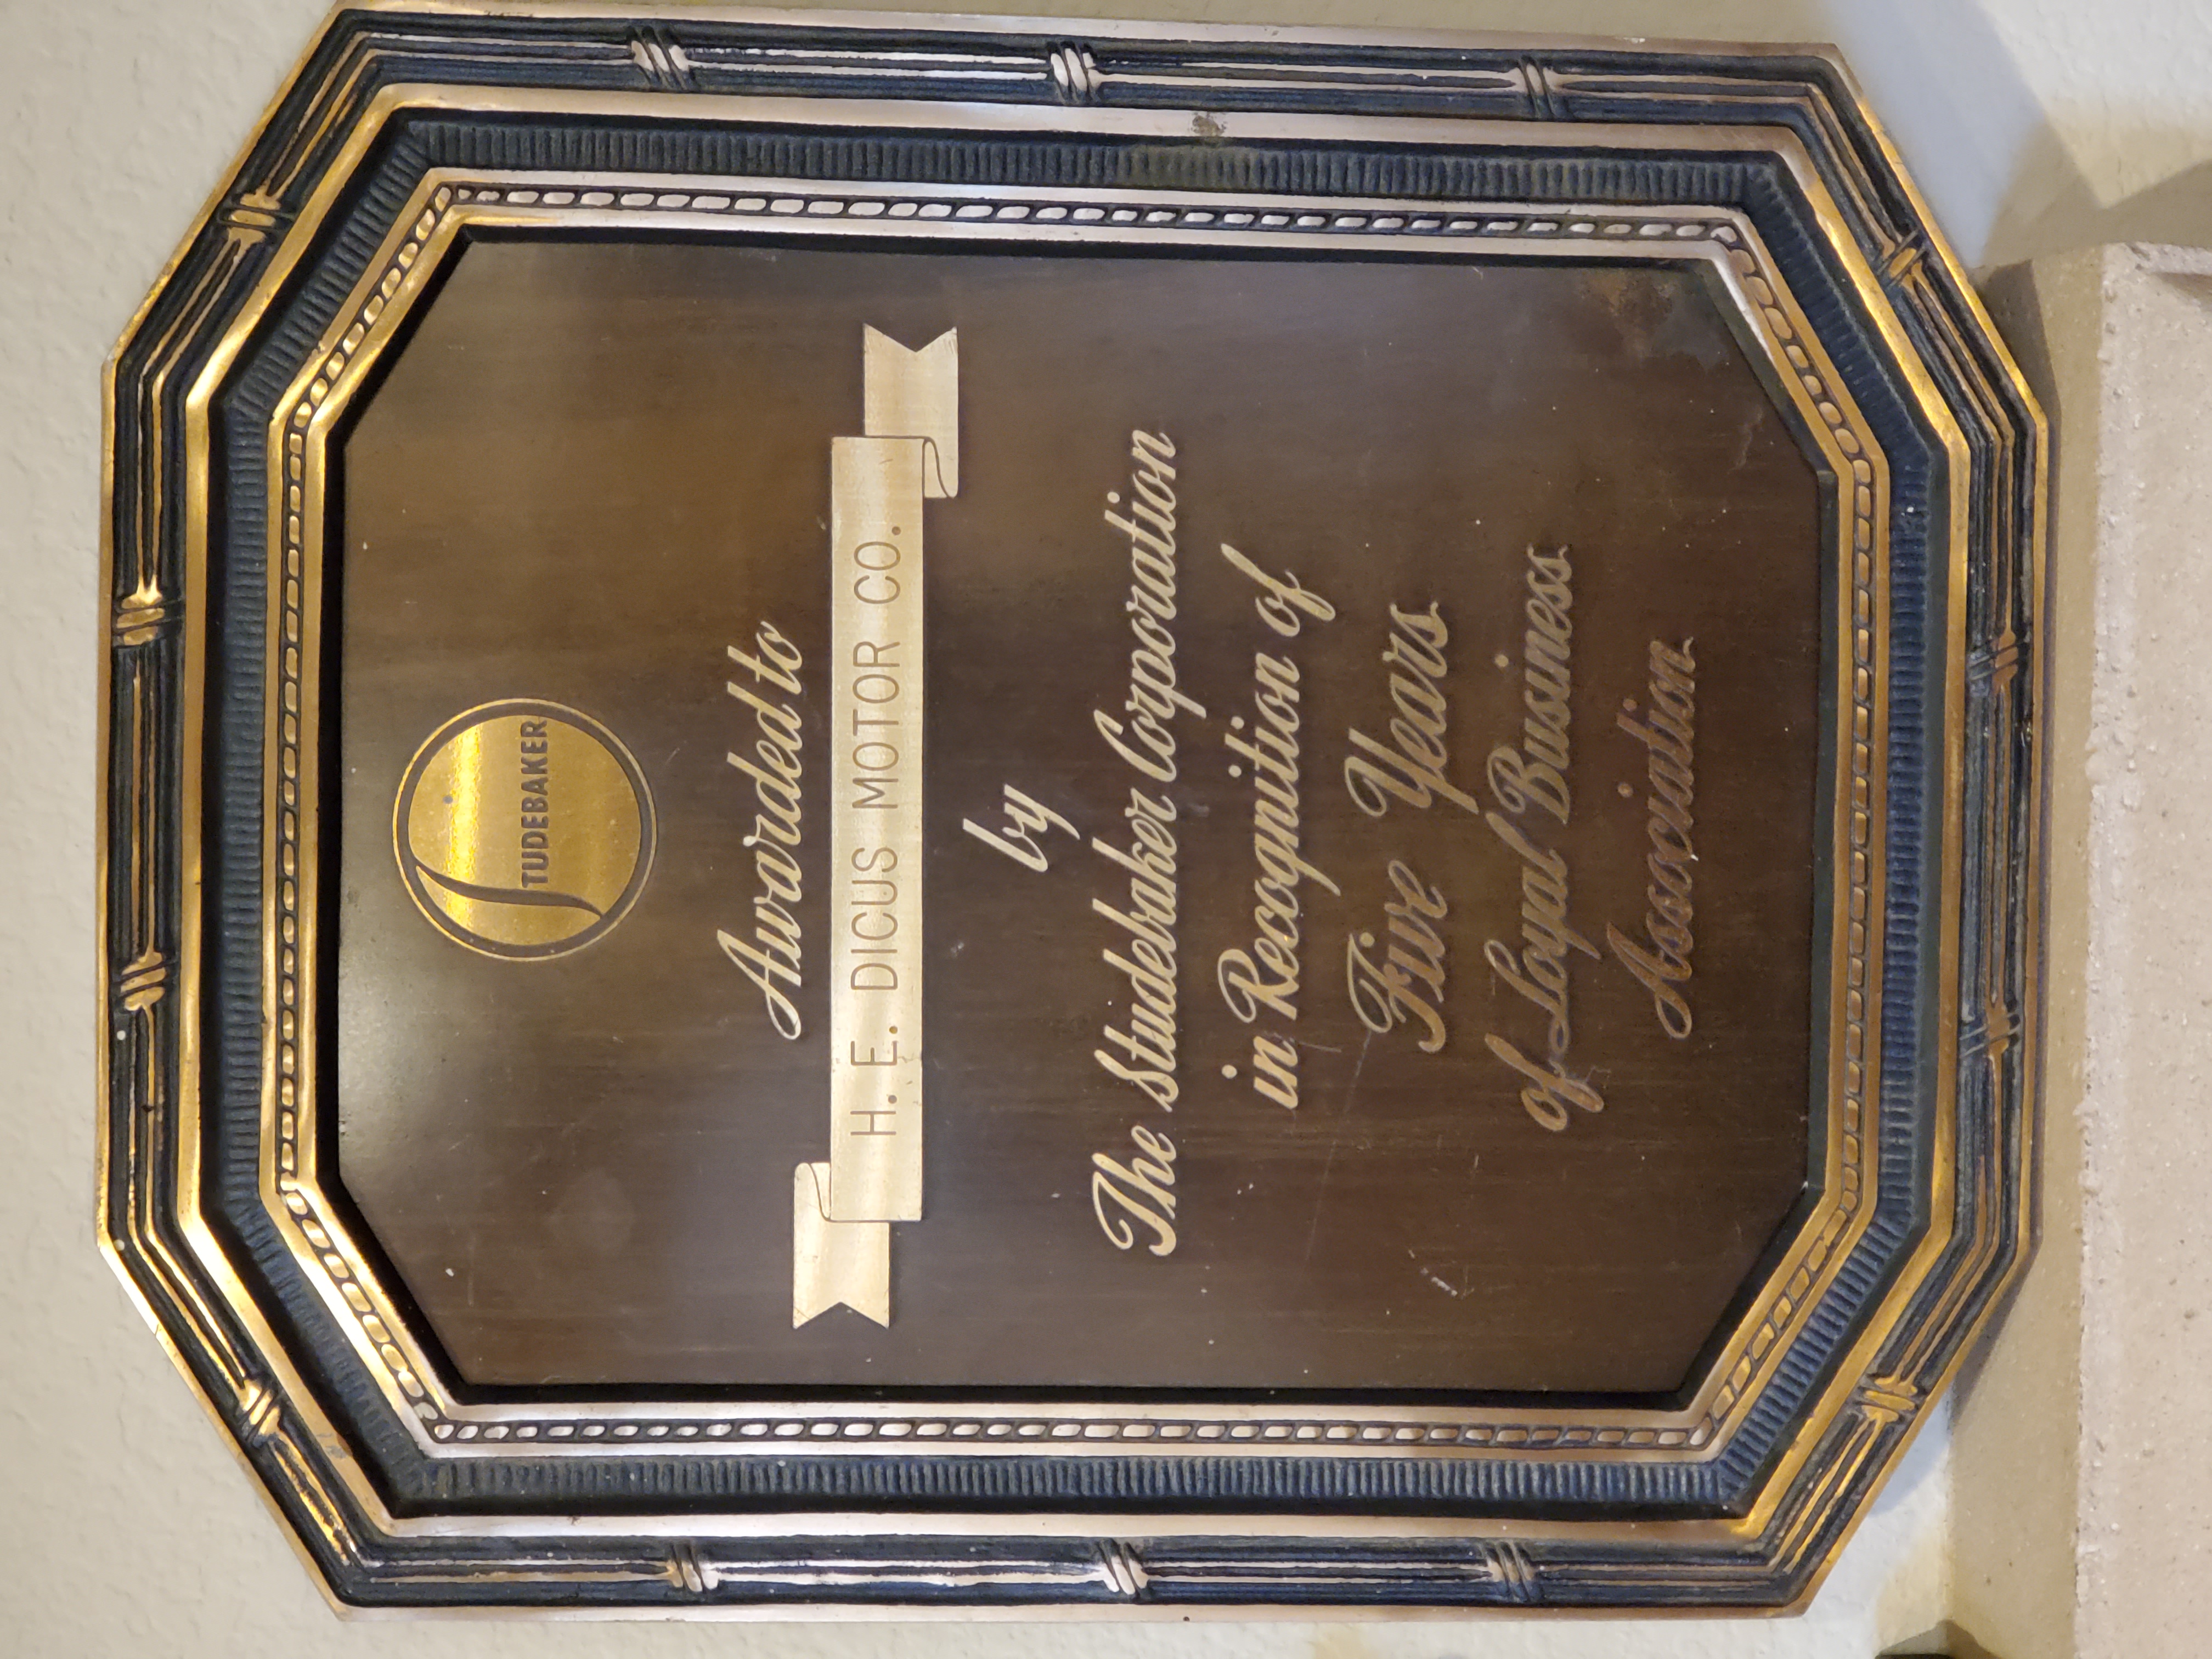 STUDEBAKER
Awarded to
H. E. DICUS MOTOR CO.
by
The Studebaker Corporation
in Recognition of
Five Years
of Loyal Business
Association